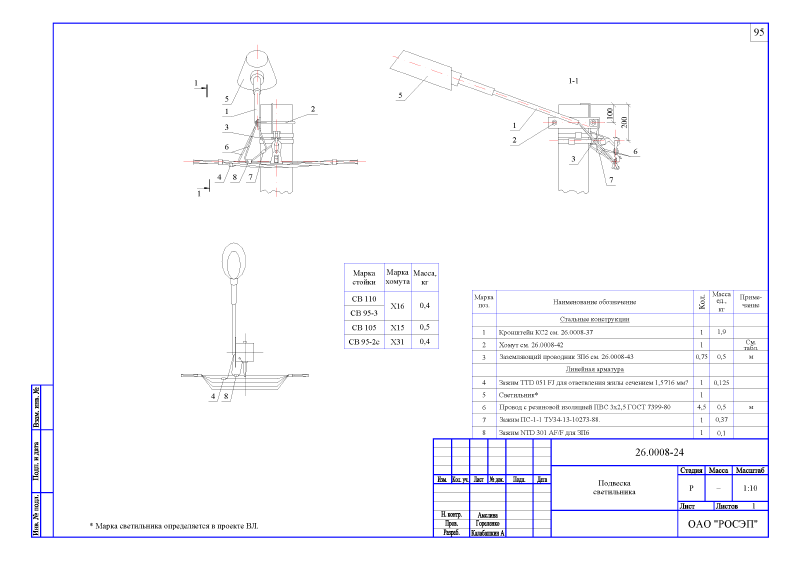 95
1
5
1
3
6
4 8 7
1
2
1-1
5
1
2
3
6
7
100
200
4 8
Марка стойки Марка хомута Масса, кг
СВ 110 Х16 0,4
СВ 95-3
СВ 105 Х15 0,5
СВ 95-2с Х31 0,4
Марка поз. Наименование обозначение Кол. Масса ед., кг Приме-чание
Стальные конструкции
1 Кронштейн КС2 см. 26.0008-37 1 1,9
2 Хомут см. 26.0008-42 1 См. табл.
3 Заземляющий проводник ЗП6 см. 26.0008-43 0,75 0,5 м
Линейная арматура
4 Зажим TTD 051 FJ для ответвления жилы сечением 1,5?16 мм? 1 0,125
5 Светильник* 1
6 Провод с резиновой изоляцией ПВС 3х2,5 ГОСТ 7399-80 4,5 0,5 м
7 Зажим ПС-1-1 ТУ34-13-10273-88. 1 0,37
8 Зажим NTD 301 AF/F для ЗП6 1 0,1
26.0008-24
Изм. Кол. уч. Лист № док. Подп. Дата
Подвеска светильника
Стадия Масса Масштаб
Р – 1:10
Лист Листов 1
Н. контр. Амелина
Пров. Гореленко
Разраб. Калабашкин А
ОАО "РОСЭП"
Взам. инв. №
Подп. и дата
Инв. № подл.
* Марка светильника определяется в проекте ВЛ.